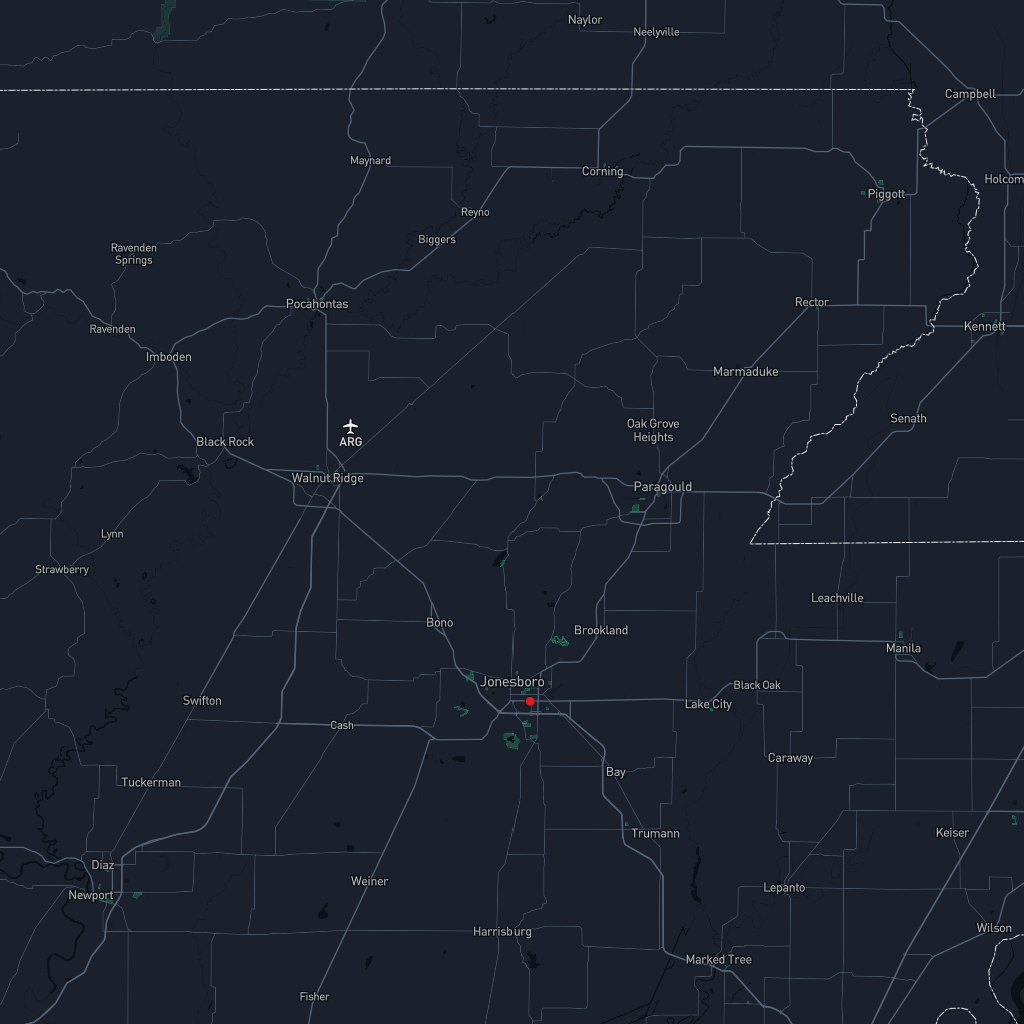 Naylor
Neelyville
Campbell
Maynard
Corning
Holcom
Piggott
Reyno
Biggers
Ravenden
Springs
Pocahontas
Rector
Ravenden
Kennett
Imboden
Marmaduke
Senath
Oak Grove
Heights
ARG
Black Rock
Walnut Ridge
Paragould
Lynn
Strawberry
Leachville
Bono
Brookland
Manila
Jonesboro
Black Oak
Swifton
Lake City
Cash
Caraway
Bay
Tuckerman
Trumann
Keiser
Diaz
Weiner
Lepanto
Newport
Harrisburg
Wilson
Marked Tree
Fisher